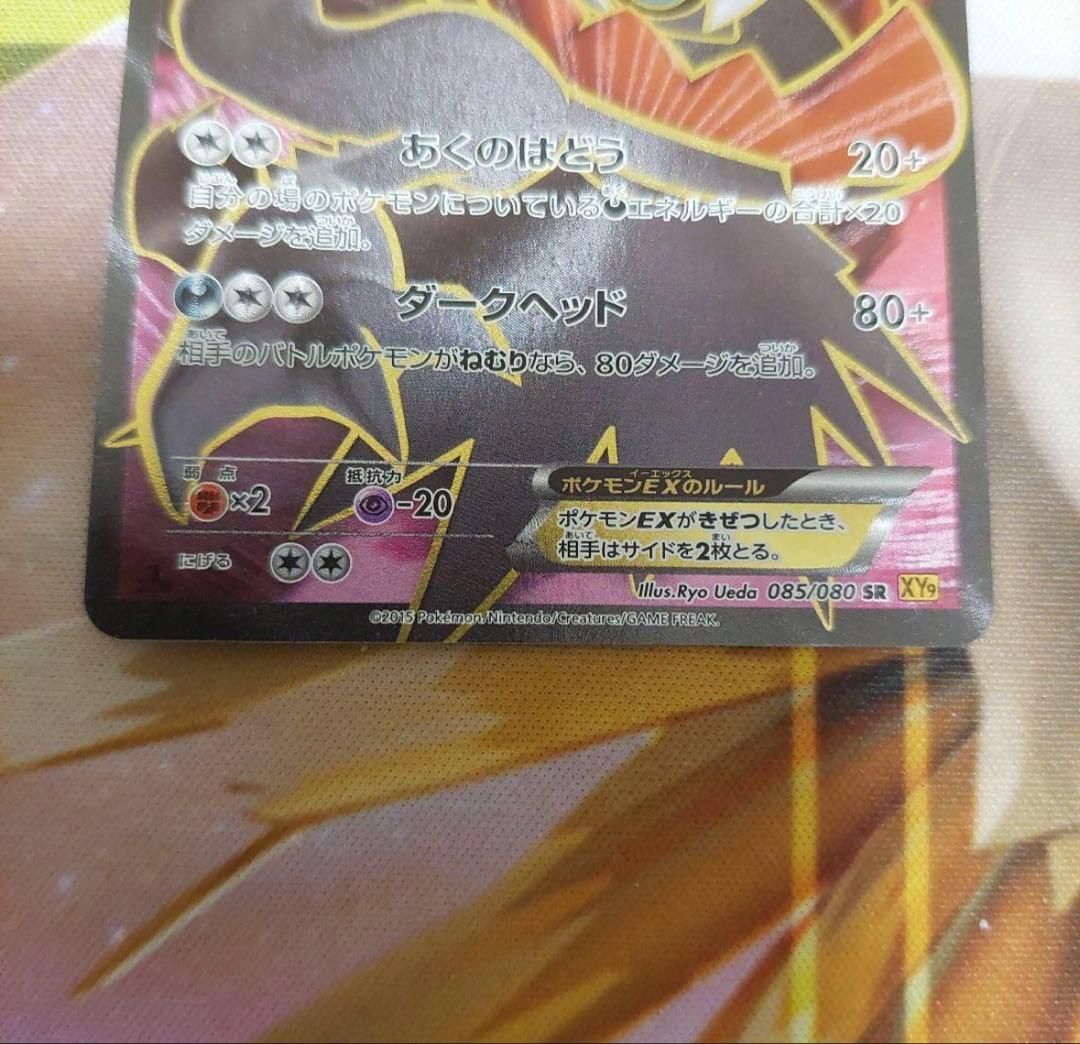 あくのはどう 20+
自分の場のポケモンについているエネルギーの合計×20
ダメージを追加。
ダークヘッド 80+
相手のバトルポケモンがねむりなら、80ダメージを追加。
弱点 抵抗力
×2 -20
にげる
ポケモンEXのルール
ポケモンEXがきぜつしたとき、
相手はサイドを2枚とる。
Illus.Ryo Ueda 085/080 SR XY9
©2015 Pokémon/Nintendo/Creatures/GAME FREAK.